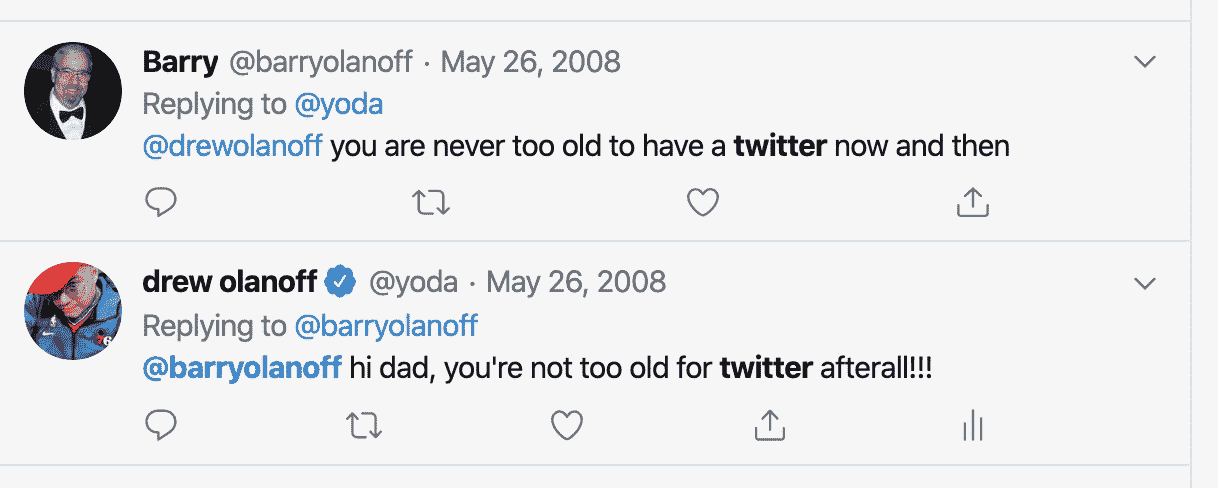 Barry @barryolanoff · May 26, 2008
Replying to @yoda
@drewolanoff you are never too old to have a twitter now and then
drew olanoff @yoda · May 26, 2008
Replying to @barryolanoff
@barryolanoff hi dad, you're not too old for twitter afterall!!!